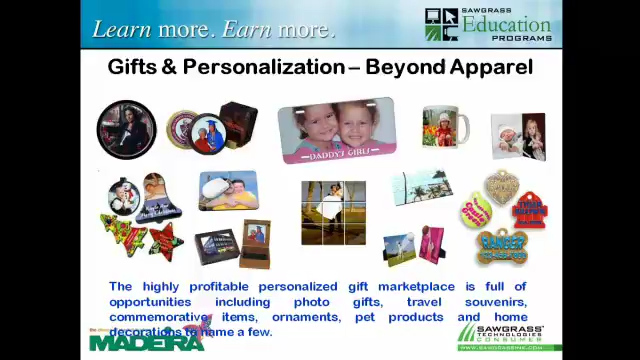 Learn more. Earn more.
SAWGRASS
Education
PROGRAMS
Gifts & Personalization – Beyond Apparel
DADDY'S GIRLS
RANGER
The highly profitable personalized gift marketplace is full of
opportunities including photo gifts, travel souvenirs,
commemorative items, ornaments, pet products and home
decorations to name a few.
MADEIRA
SAWGRASS
TECHNOLOGIES
CONSUMER